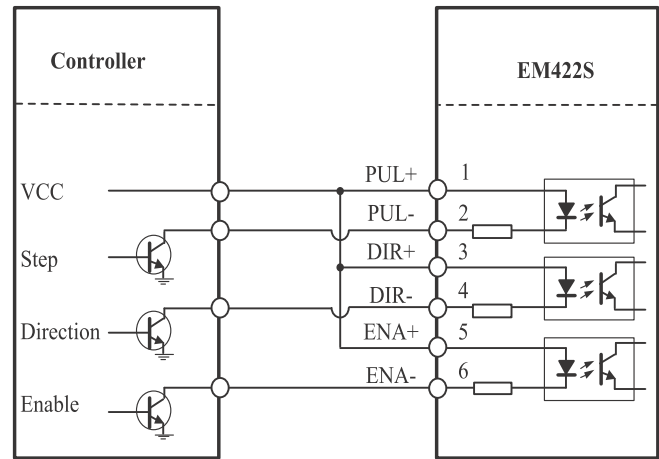 Controller
EM422S
VCC
PUL+ 1
PUL- 2
Step
DIR+ 3
DIR- 4
Direction
ENA+ 5
ENA- 6
Enable